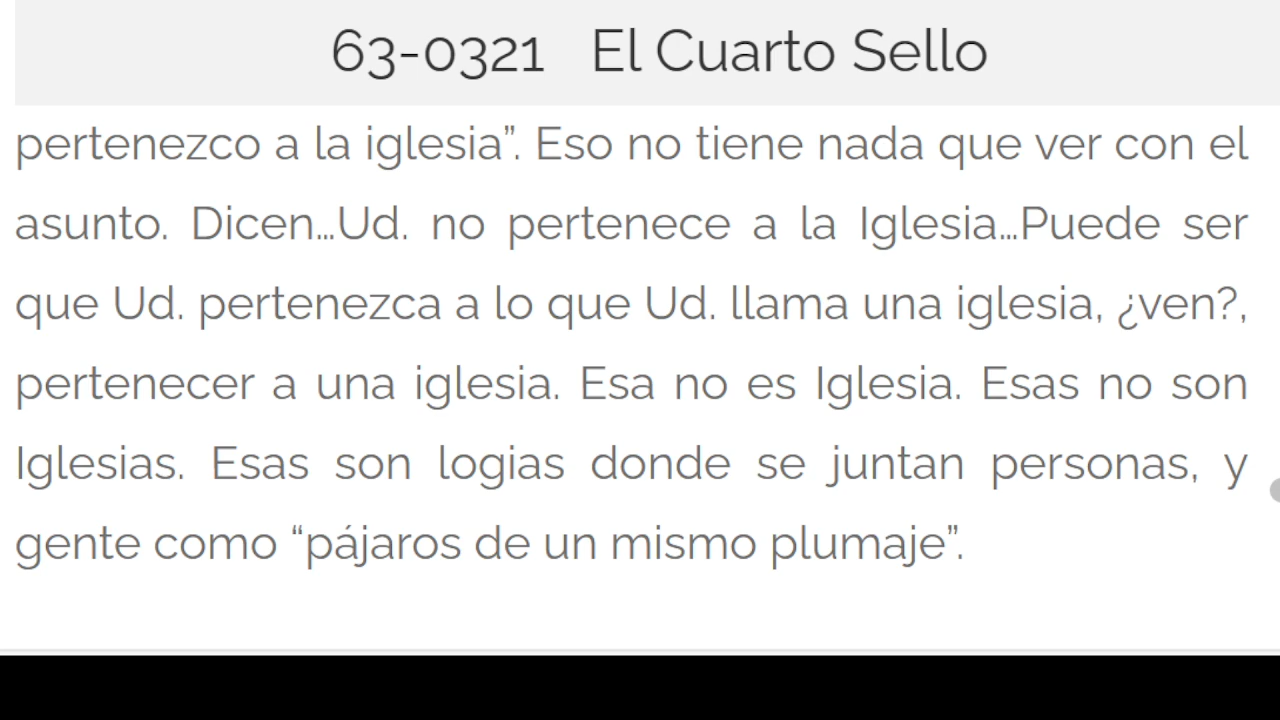 63-0321 El Cuarto Sello
pertenezco a la iglesia”. Eso no tiene nada que ver con el
asunto. Dicen…Ud. no pertenece a la Iglesia…Puede ser
que Ud. pertenezca a lo que Ud. llama una iglesia, ¿ven?,
pertenecer a una iglesia. Esa no es Iglesia. Esas no son
Iglesias. Esas son logias donde se juntan personas, y
gente como “pájaros de un mismo plumaje”.